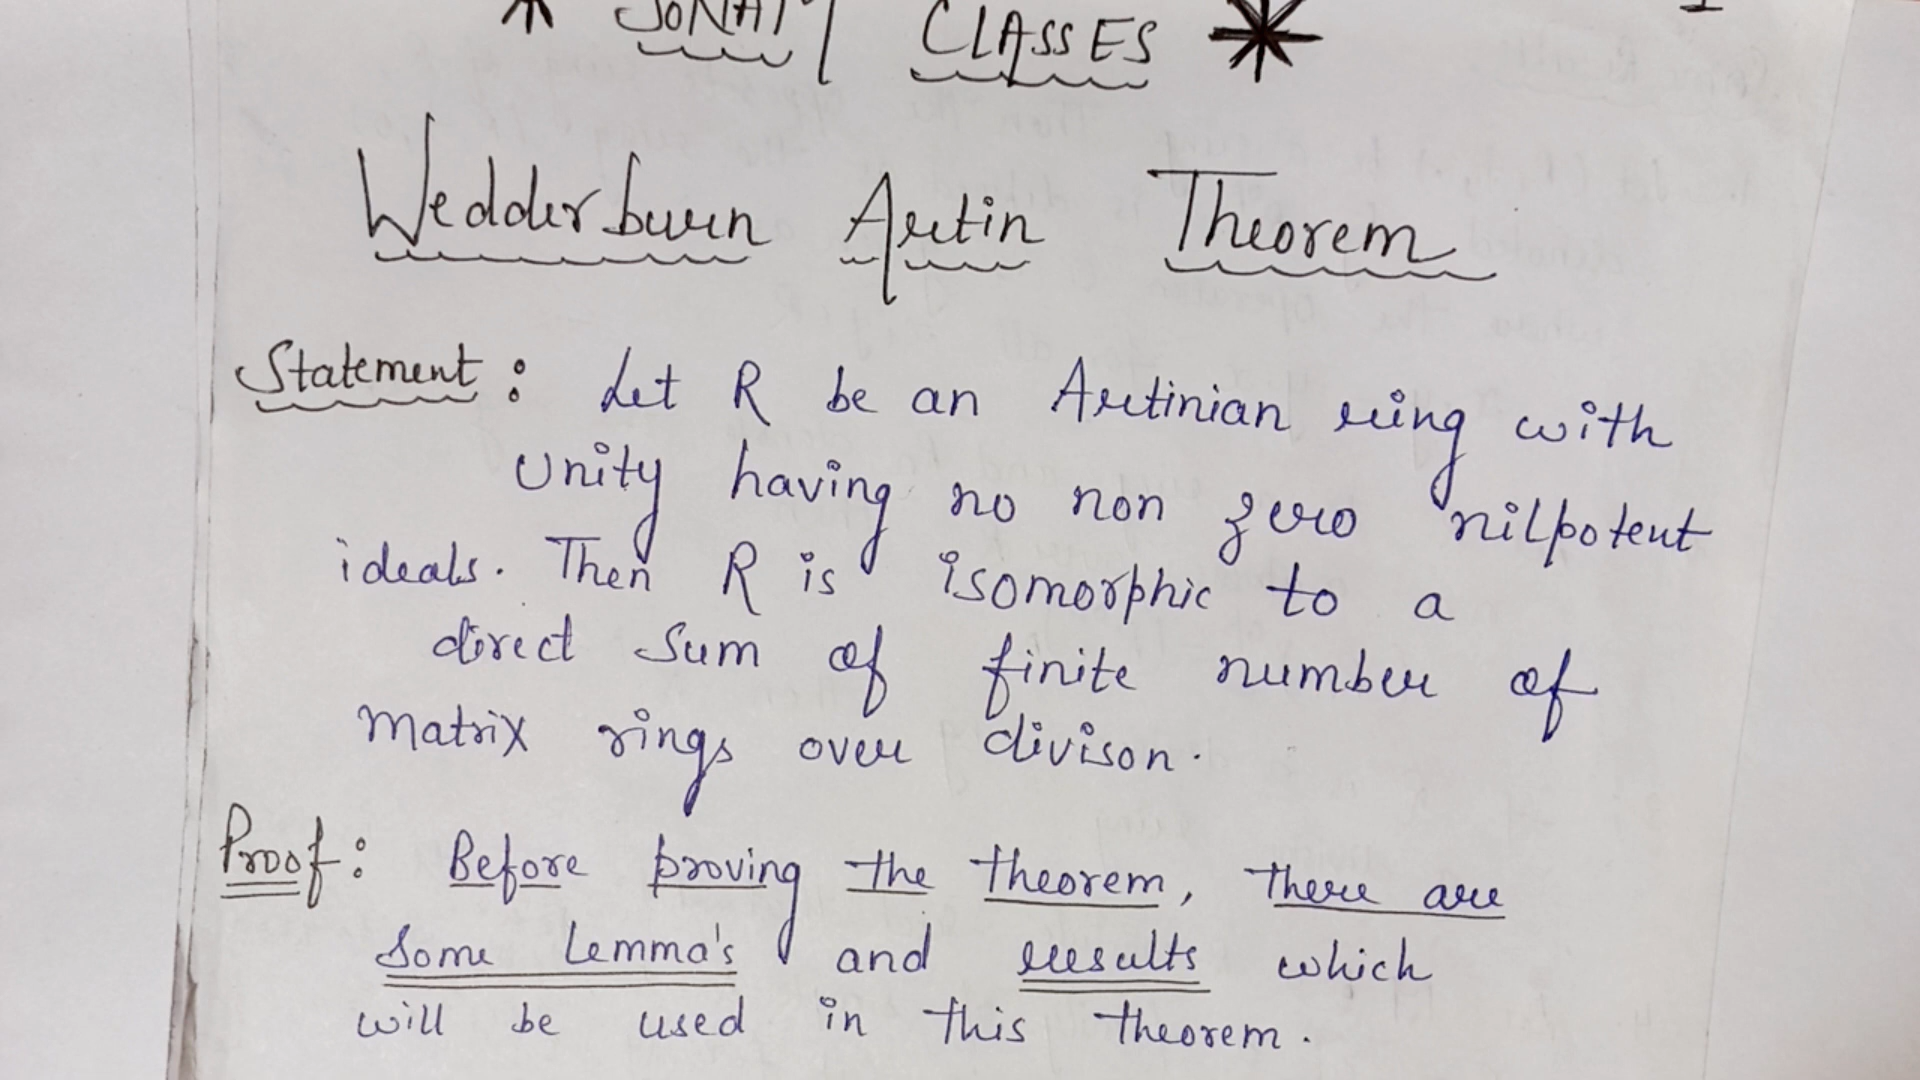 CLASSES
Wedderburn Artin Theorem
Statement : Let R be an Artinian ring with
Unity having no non zero nilpotent
ideals. Then R is isomorphic to a
direct sum of finite number of
Matrix rings over divison.
Proof : Before proving the theorem, there are
Some Lemma's and results which
will be used in this theorem.